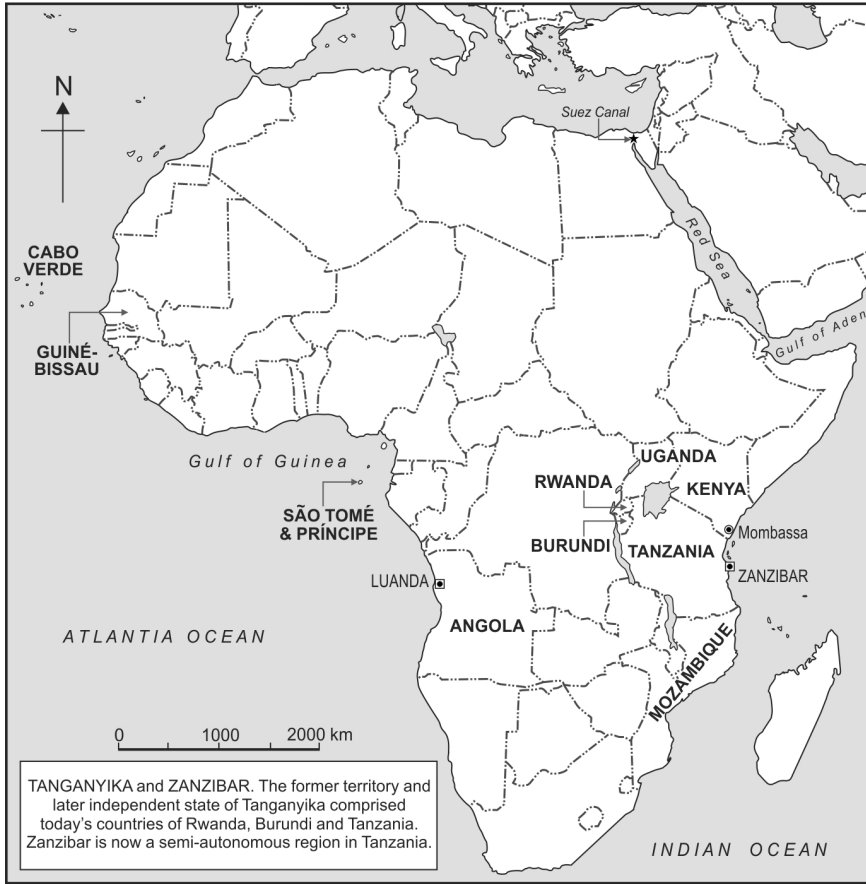 Suez Canal
N
Red Sea
CABO
VERDE
Gulf of Aden
GUINÉ-
BISSAU
UGANDA
Gulf of Guinea
RWANDA
KENYA
SÃO TOMÉ
& PRÍNCIPE
Mombassa
BURUNDI
TANZANIA
ZANZIBAR
LUANDA
ANGOLA
ATLANTIA OCEAN
MOZAMBIQUE
0 1000 2000 km
TANGANYIKA and ZANZIBAR. The former territory and
later independent state of Tanganyika comprised
today's countries of Rwanda, Burundi and Tanzania.
Zanzibar is now a semi-autonomous region in Tanzania.
INDIAN OCEAN